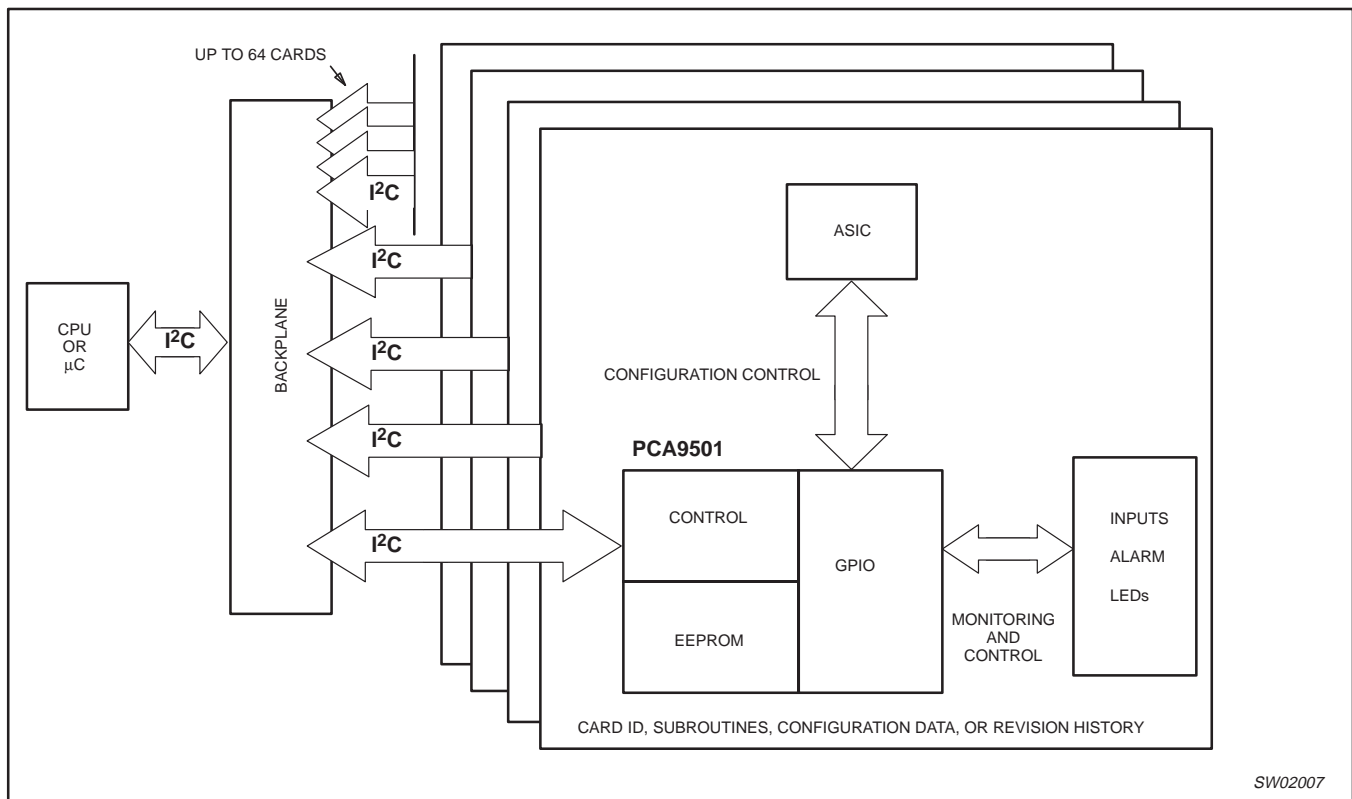 UP TO 64 CARDS
I²C
I²C
I²C
I²C
I²C
I²C
CPU
OR
μC
BACKPLANE
ASIC
CONFIGURATION CONTROL
PCA9501
CONTROL
EEPROM
GPIO
INPUTS
ALARM
LEDs
MONITORING
AND
CONTROL
CARD ID, SUBROUTINES, CONFIGURATION DATA, OR REVISION HISTORY
SW02007